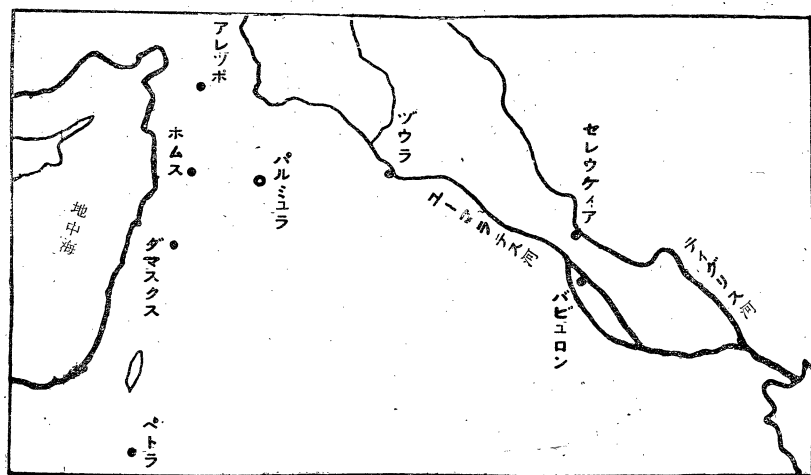 アレッポ
ホムス
パルミュラ
ヅウラ
セレウケィア
ユーフラテス河
ティグリス河
地中海
ダマスクス
バビュロン
ペトラ